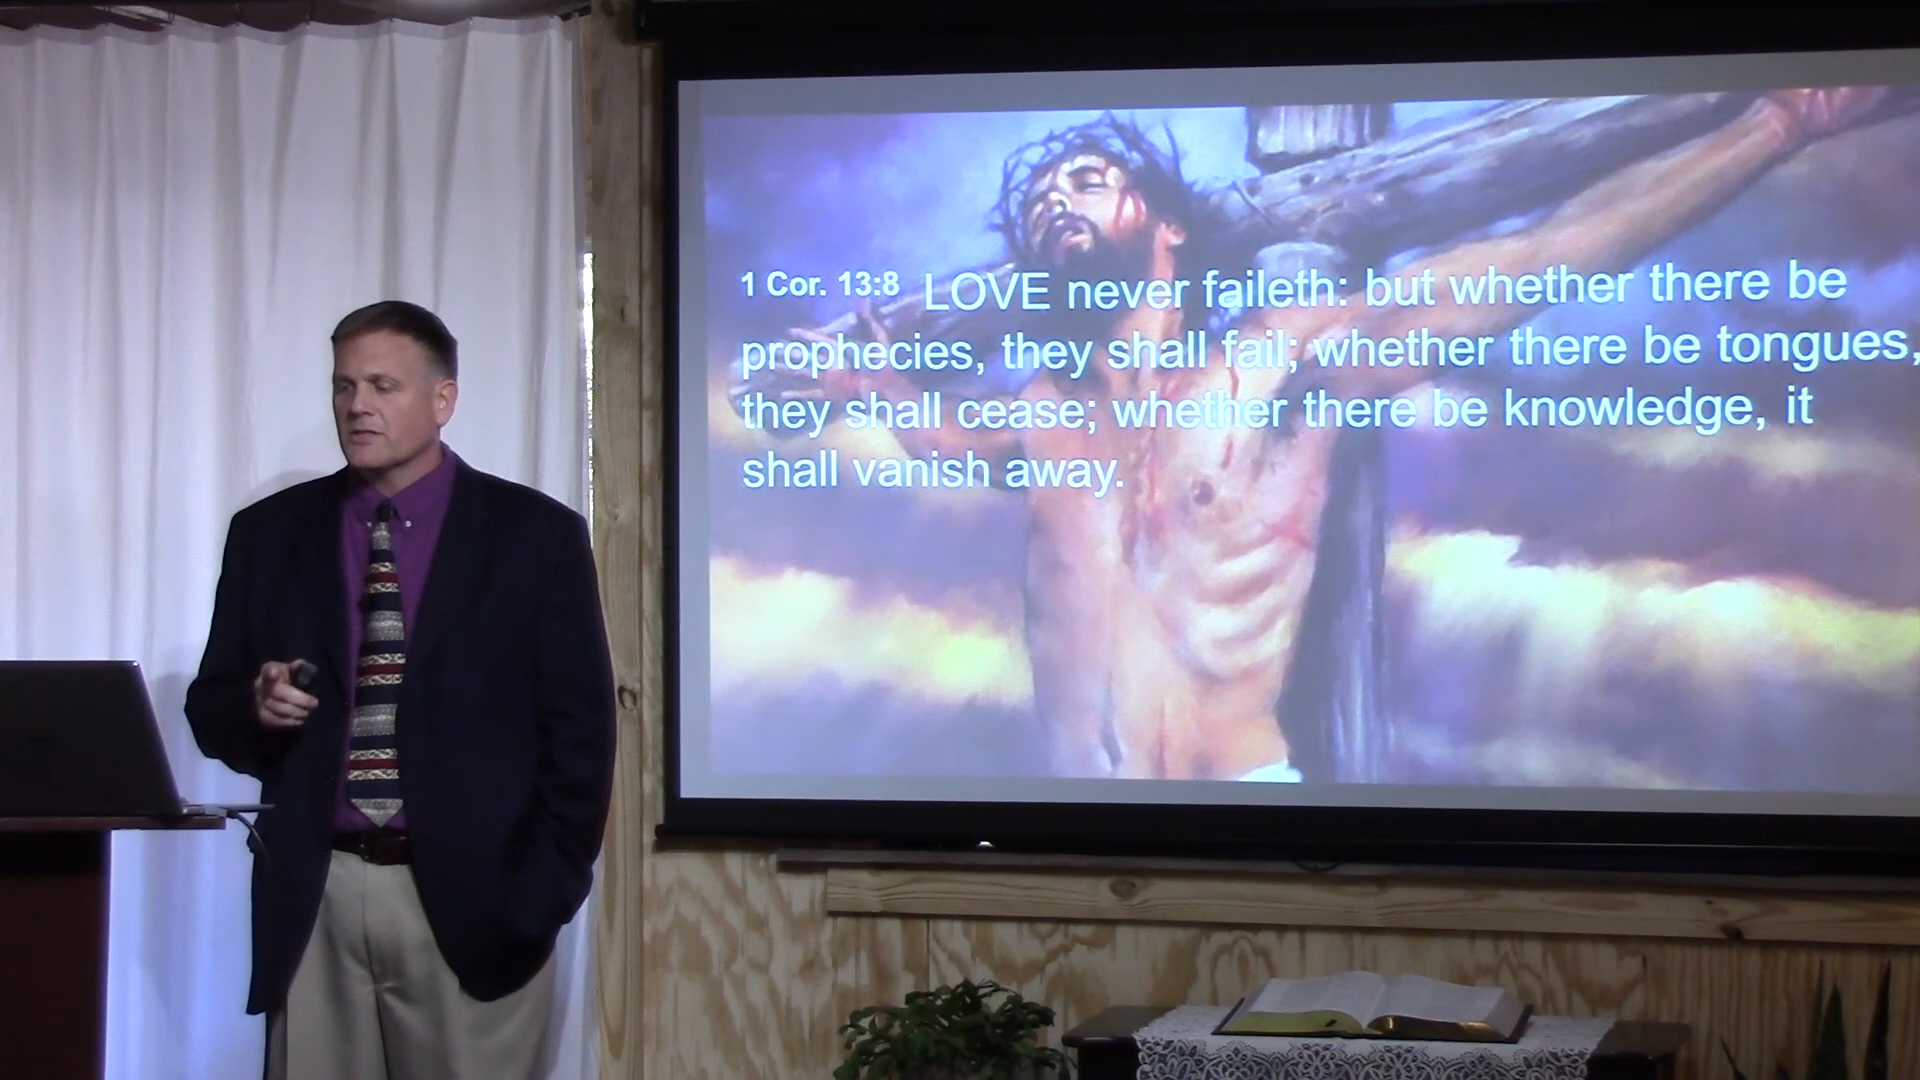 1 Cor. 13:8 LOVE never faileth: but whether there be
prophecies, they shall fail; whether there be tongues,
they shall cease; whether there be knowledge, it
shall vanish away.